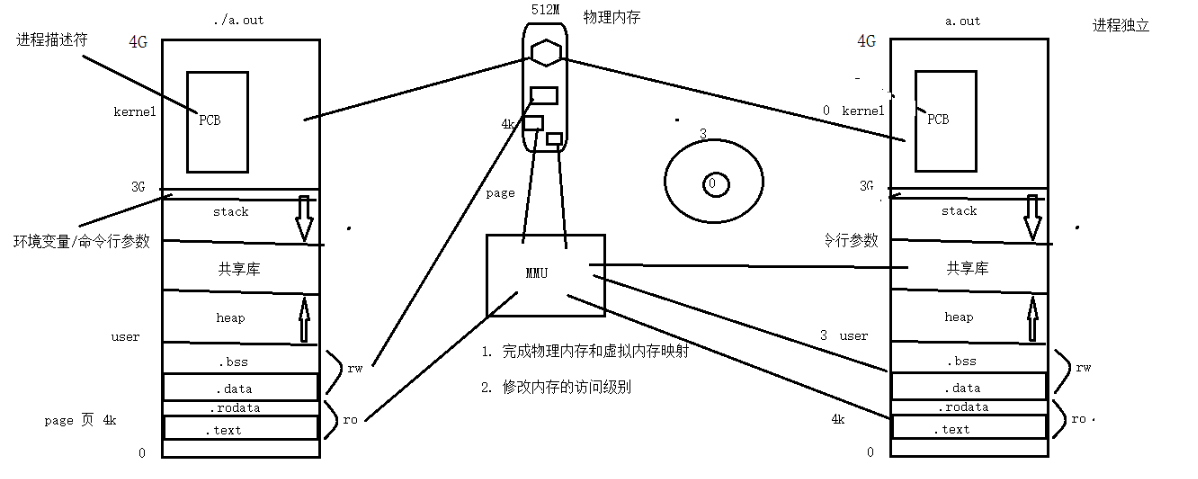 ./a.out
512M
物理内存
a.out
进程独立
进程描述符
4G
4G
kernel
PCB
4k
3
0
0 kernel
PCB
3G
page
3G
stack
stack
环境变量/命令行参数
令行参数
共享库
MMU
共享库
heap
heap
user
3 user
1. 完成物理内存和虚拟内存映射
.bss
rw
.bss
rw
2. 修改内存的访问级别
.data
.data
.rodata
.rodata
page 页 4k
ro
4k
ro
.text
.text
0
0